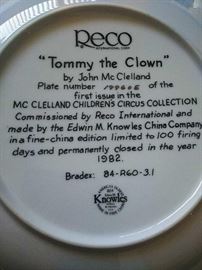 Reco
INTERNATIONAL CORP.
"Tommy the Clown"
by John McClelland
Plate number 19960E of the
first issue in the
MC CLELLAND CHILDREN'S CIRCUS COLLECTION
Commissioned by Reco International and
made by the Edwin M. Knowles China Company
in a fine-china edition limited to 100 firing
days and permanently closed in the year
1982.
Bradex: 84-R60-3.1
Knowles